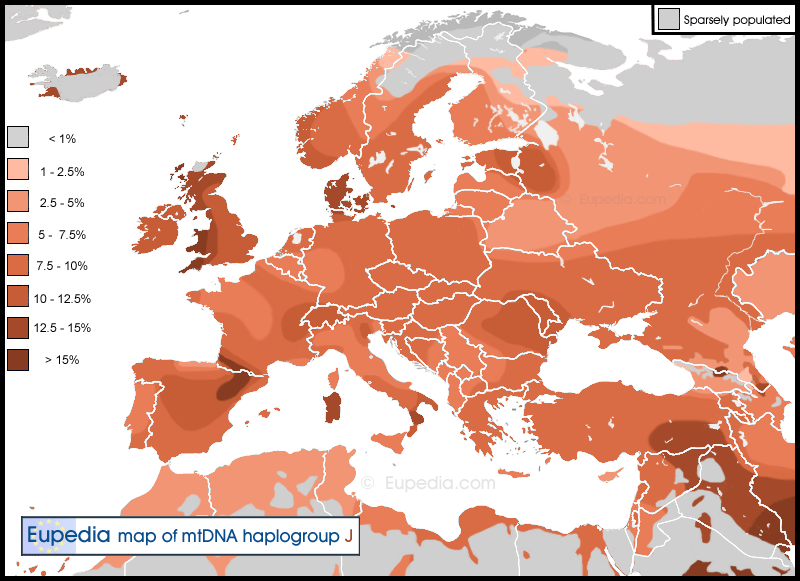 Sparsely populated
< 1%
1 - 2.5%
2.5 - 5%
5 - 7.5%
7.5 - 10%
10 - 12.5%
12.5 - 15%
> 15%
© Eupedia.com
© Eupedia.com
Eupedia map of mtDNA haplogroup J